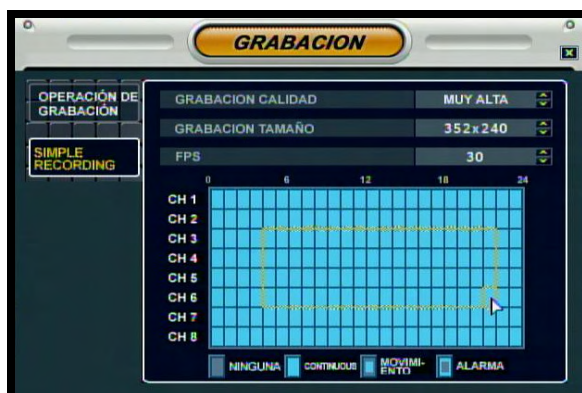 GRABACION
OPERACIÓN DE
GRABACIÓN
SIMPLE
RECORDING
GRABACION CALIDAD MUY ALTA
GRABACION TAMAÑO 352x240
FPS 30
0 6 12 18 24
CH 1
CH 2
CH 3
CH 4
CH 5
CH 6
CH 7
CH 8
NINGUNA CONTINUOUS MOVIMI-
ENTO ALARMA